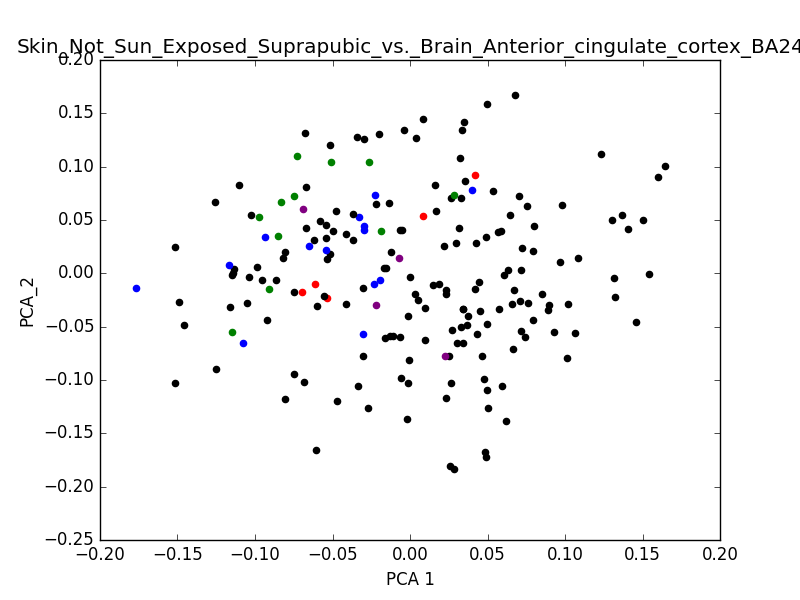 Skin_Not_Sun_Exposed_Suprapubic_vs._Brain_Anterior_cingulate_cortex_BA24
0.20
0.15
0.10
0.05
0.00
−0.05
−0.10
−0.15
−0.20
−0.25
PCA_2
−0.20 −0.15 −0.10 −0.05 0.00 0.05 0.10 0.15 0.20
PCA 1